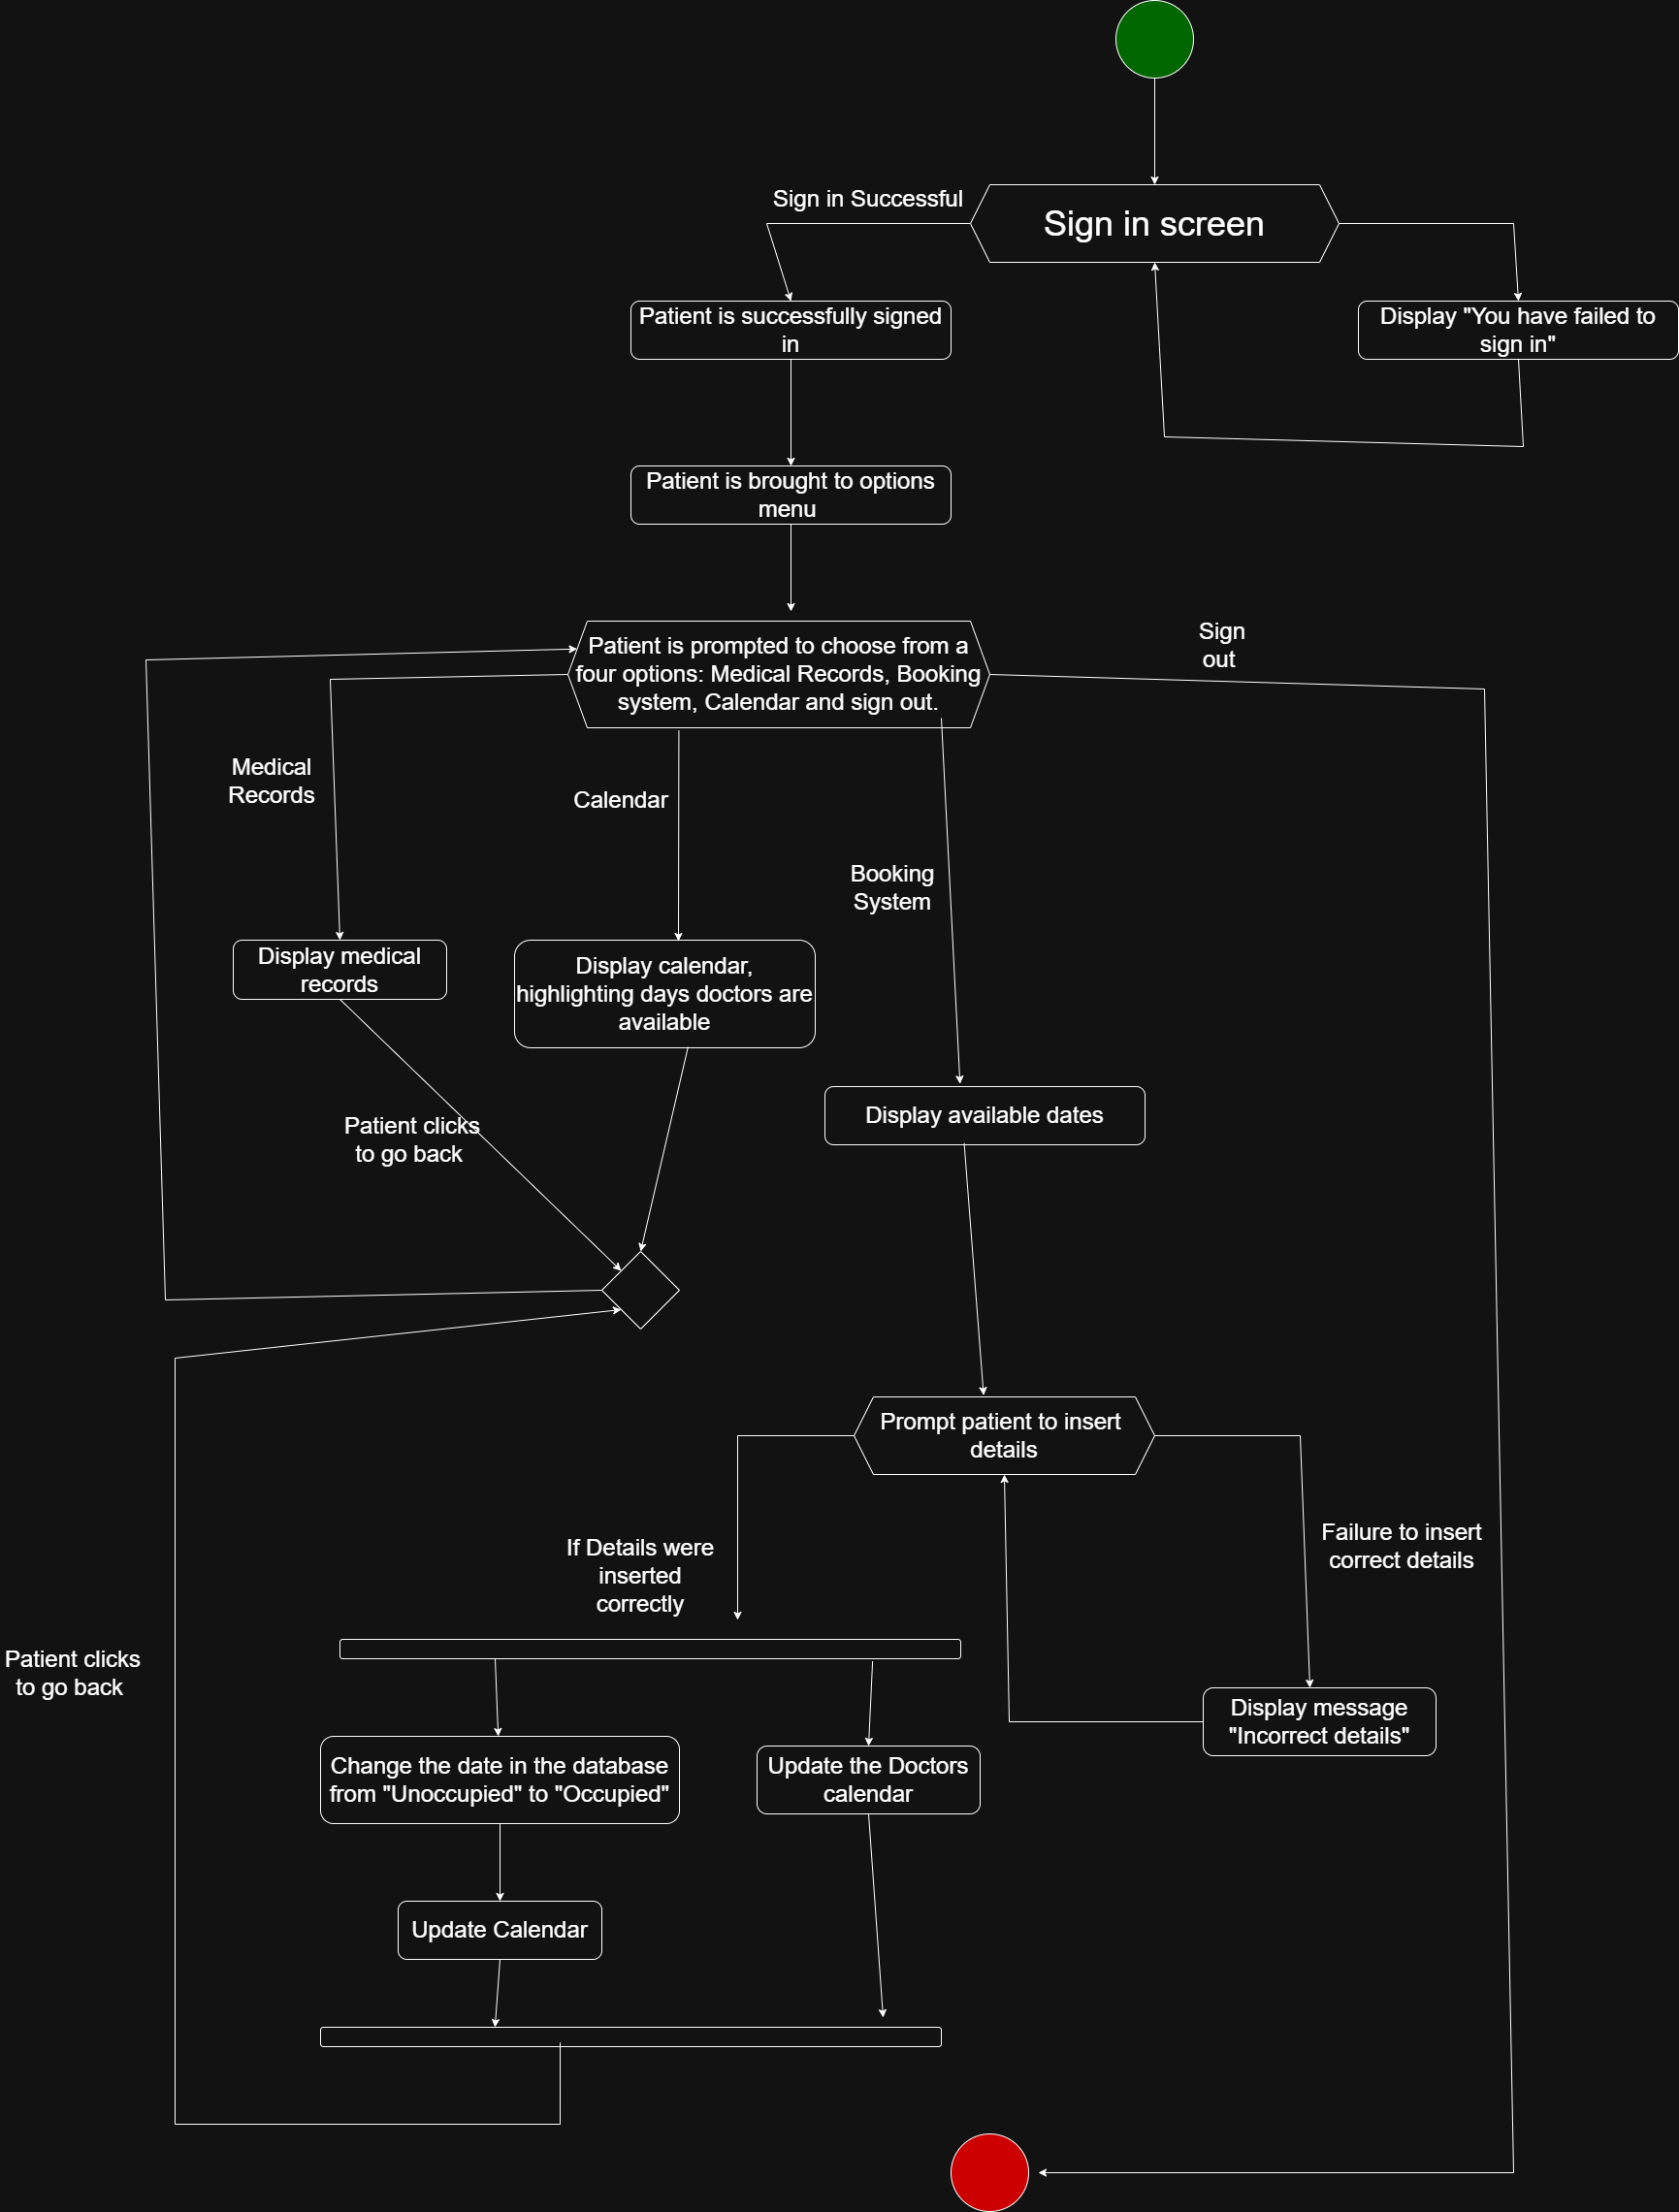 Sign in Successful
Sign in screen
Patient is successfully signed
in
Display "You have failed to
sign in"
Patient is brought to options
menu
Sign
out
Patient is prompted to choose from a
four options: Medical Records, Booking
system, Calendar and sign out.
Medical
Records
Calendar
Booking
System
Display medical
records
Display calendar,
highlighting days doctors are
available
Display available dates
Patient clicks
to go back
Prompt patient to insert
details
If Details were
inserted
correctly
Failure to insert
correct details
Patient clicks
to go back
Display message
"Incorrect details"
Change the date in the database
from "Unoccupied" to "Occupied"
Update the Doctors
calendar
Update Calendar